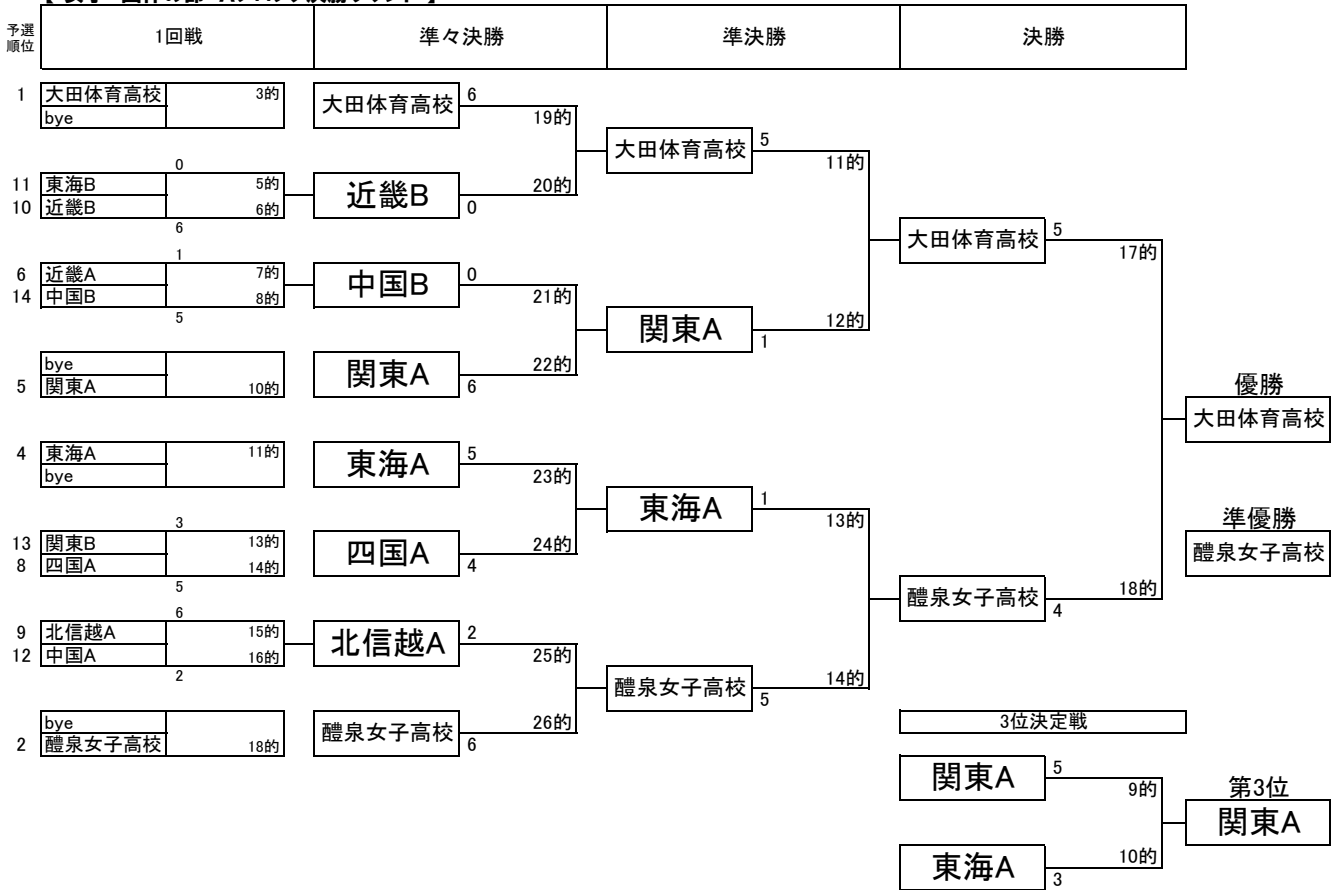 予選順位 1回戦 準々決勝 準決勝 決勝
1 大田体育高校 3的
bye
大田体育高校 6
19的
大田体育高校 5
11的
0
11 東海B 5的
10 近畿B 6的
6
近畿B 0
20的
大田体育高校 5
17的
1
6 近畿A 7的
14 中国B 8的
5
中国B 0
21的
関東A 1
12的
bye
5 関東A 10的
関東A 6
22的
優勝
大田体育高校
4 東海A 11的
bye
東海A 5
23的
東海A 1
13的
準優勝
醴泉女子高校
3
13 関東B 13的
8 四国A 14的
5
四国A 4
24的
醴泉女子高校 4
18的
6
9 北信越A 15的
12 中国A 16的
2
北信越A 2
25的
醴泉女子高校 5
14的
bye
2 醴泉女子高校 18的
醴泉女子高校 6
26的
3位決定戦
関東A 5
9的
第3位
関東A
東海A 3
10的